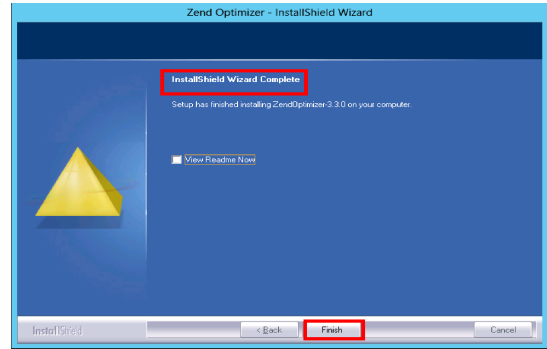 Zend Optimizer - InstallShield Wizard
InstallShield Wizard Complete
Setup has finished installing ZendOptimizer-3.3.0 on your computer.
View Readme Now
InstallShield
< Back
Finish
Cancel